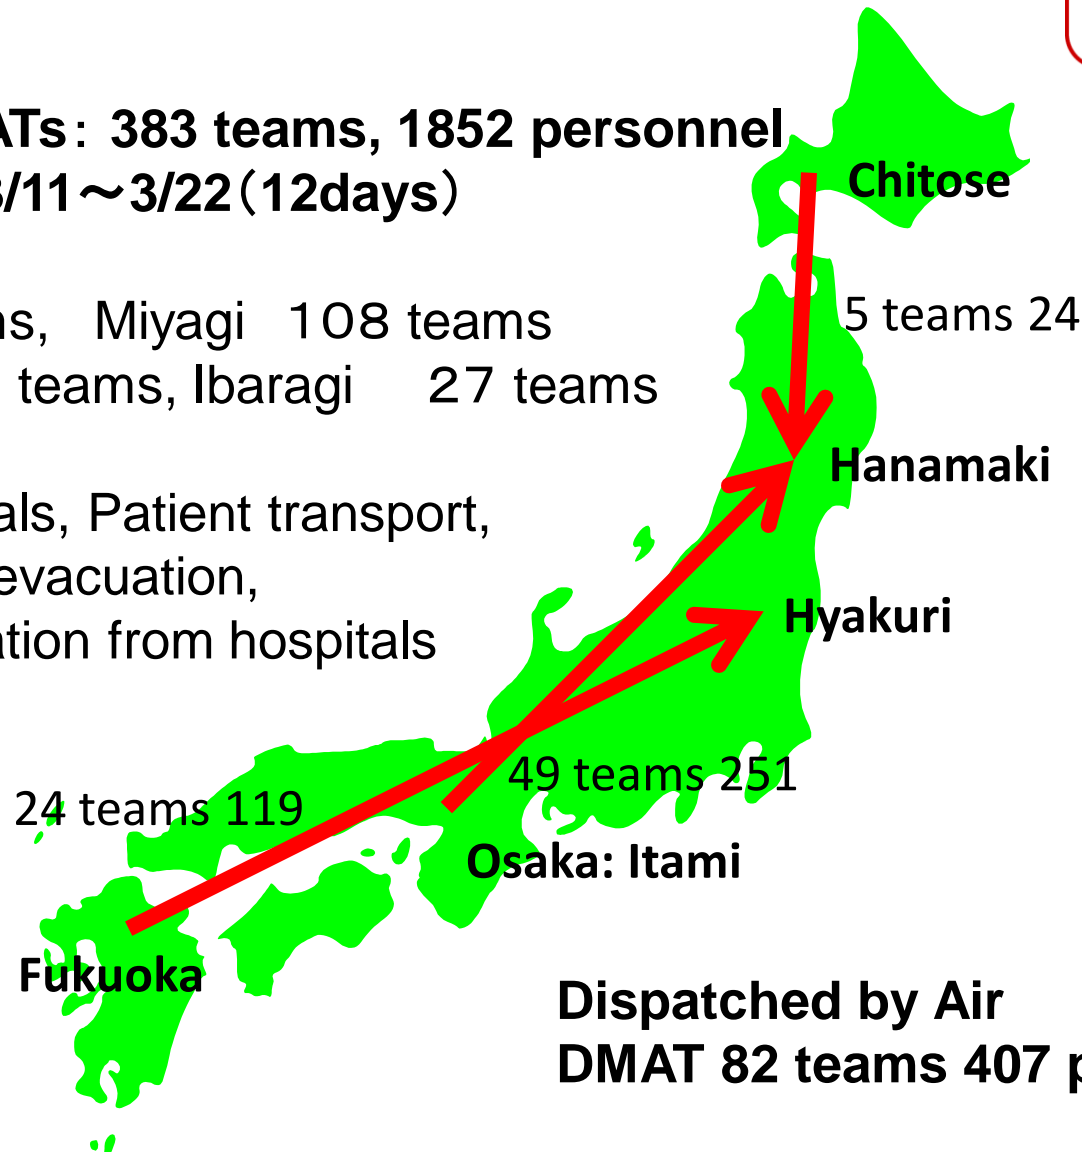 ATs: 383 teams, 1852 personnel
3/11～3/22（12days）
ns, Miyagi １０８ teams
teams, Ibaragi ２７ teams
als, Patient transport,
evacuation,
ation from hospitals
Chitose
5 teams 24
Hanamaki
Hyakuri
49 teams 251
24 teams 119
Osaka: Itami
Fukuoka
Dispatched by Air
DMAT 82 teams 407 p